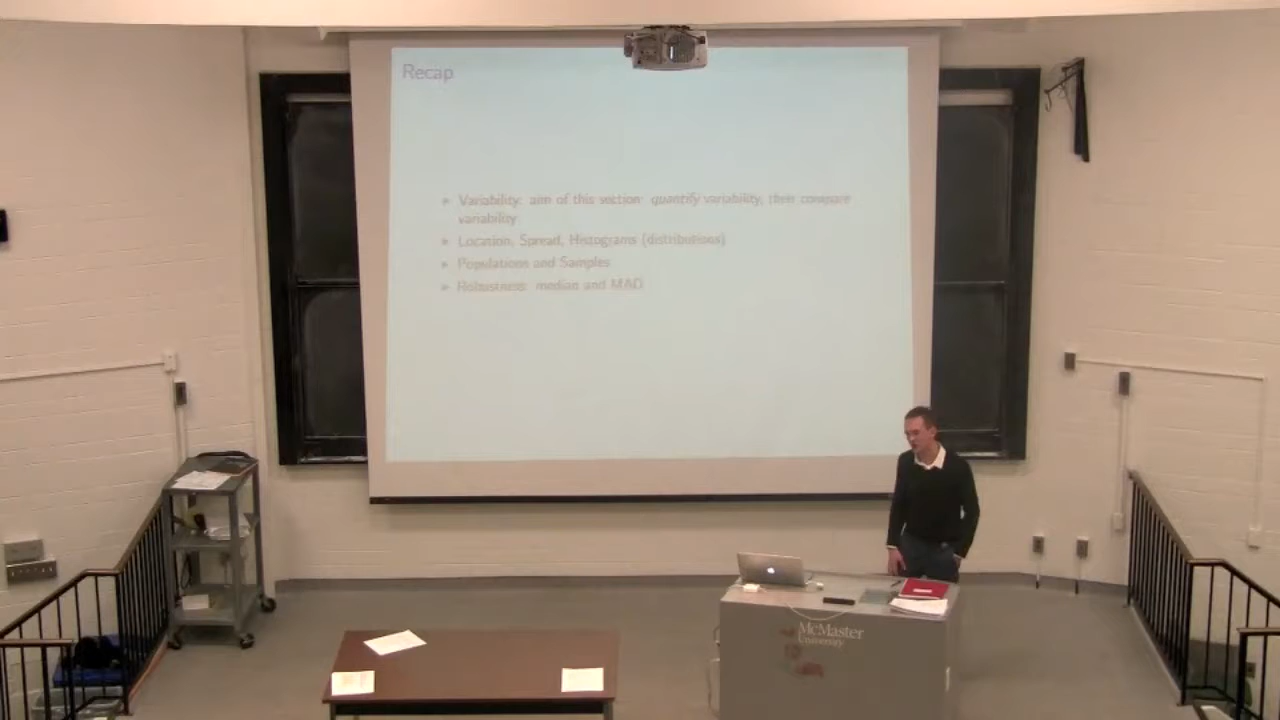 Recap
Variability: aim of this section: quantify variability, then compare
variability
Location, Spread, Histograms (distributions)
Populations and Samples
Robustness: median and MAD
McMaster
University